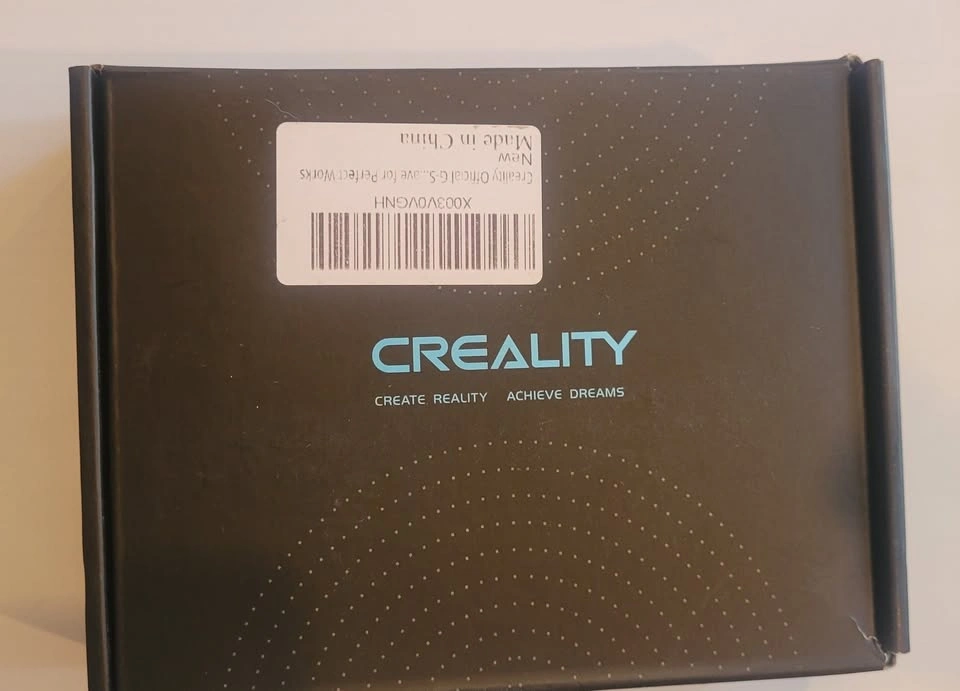 X003V0VGNH
Creality Official G-S...ave for Perfect Works
New
Made in China
CREALITY
CREATE REALITY ACHIEVE DREAMS